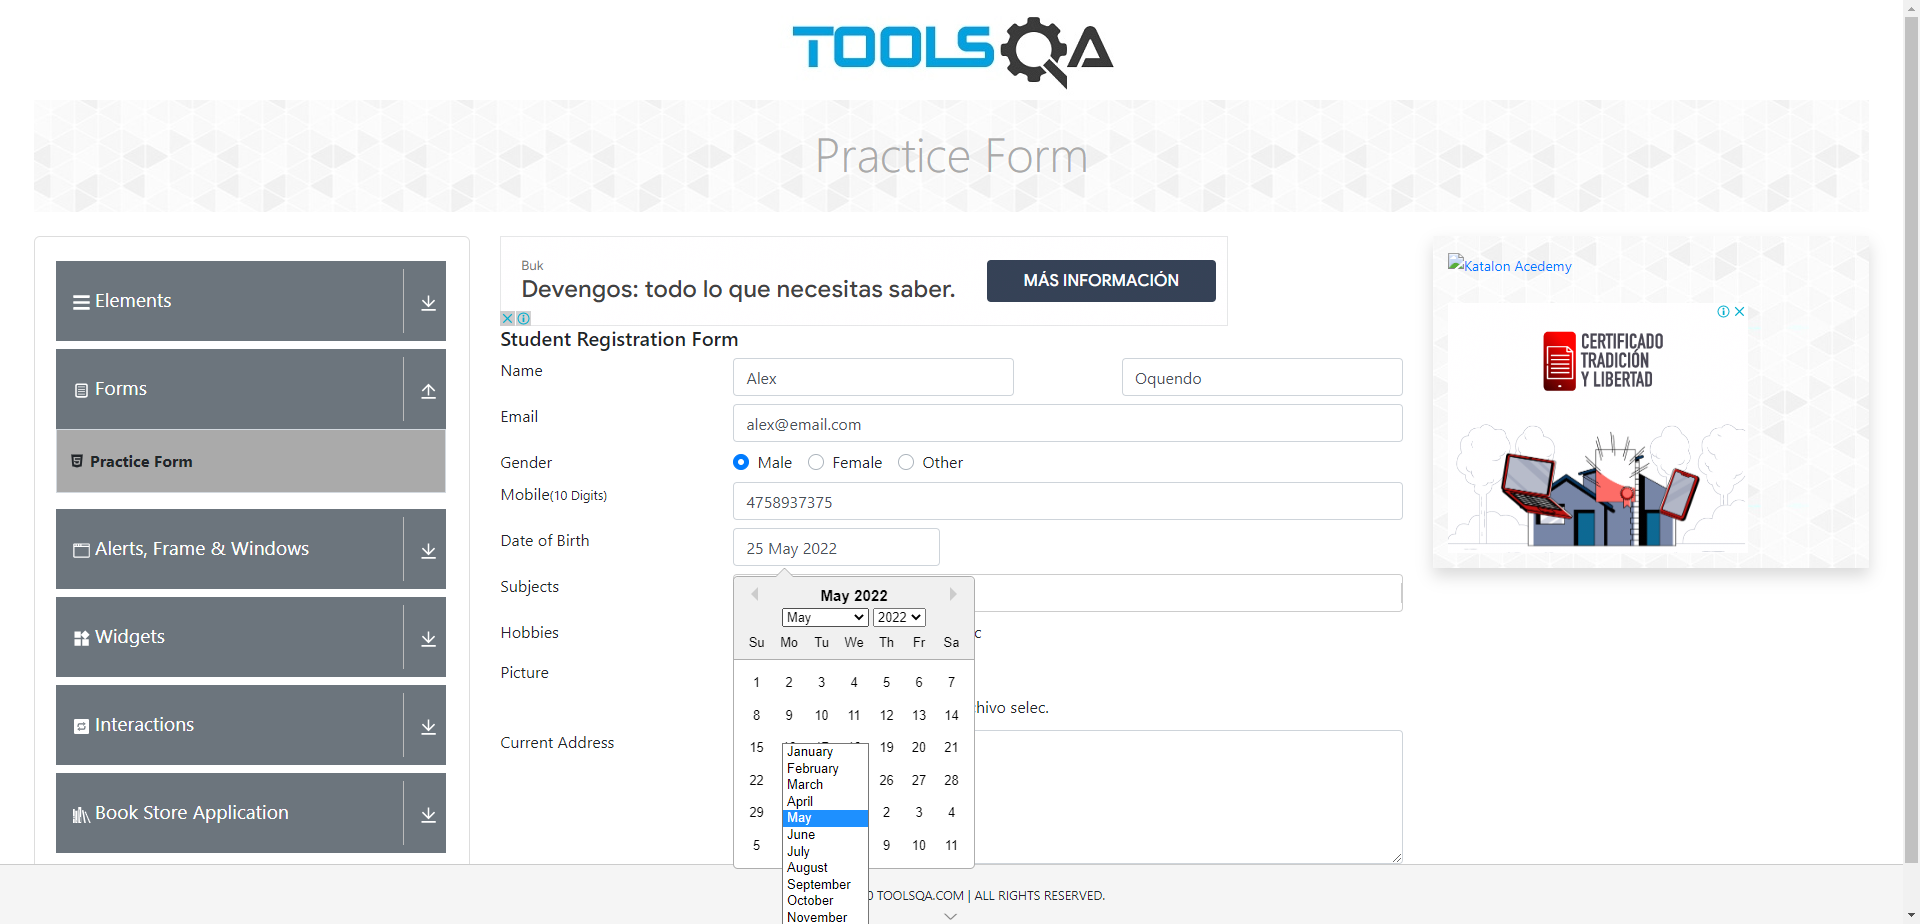 TOOLSQA
Practice Form
Elements
Forms
Practice Form
Alerts, Frame & Windows
Widgets
Interactions
Book Store Application
Buk
Devengos: todo lo que necesitas saber.
MÁS INFORMACIÓN
Student Registration Form
Name
Alex
Oquendo
Email
alex@email.com
Gender
Male
Female
Other
Mobile(10 Digits)
4758937375
Date of Birth
25 May 2022
Subjects
Hobbies
c
Picture
hivo selec.
Current Address
May 2022
May
2022
Su Mo Tu We Th Fr Sa
1 2 3 4 5 6 7
8 9 10 11 12 13 14
15 19 20 21
22 26 27 28
29 2 3 4
5 9 10 11
January
February
March
April
May
June
July
August
September
October
November
Katalon Acedemy
CERTIFICADO
TRADICIÓN
Y LIBERTAD
TOOLSQA.COM | ALL RIGHTS RESERVED.